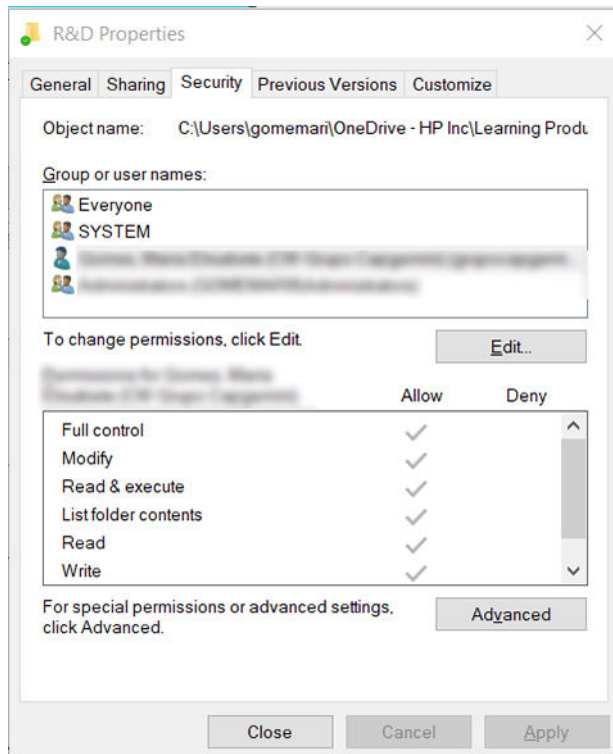 R&D Properties
General Sharing Security Previous Versions Customize
Object name: C:\Users\gomemari\OneDrive - HP Inc\Learning Produ
Group or user names:
Everyone
SYSTEM
To change permissions, click Edit.
Edit...
Allow Deny
Full control
Modify
Read & execute
List folder contents
Read
Write
For special permissions or advanced settings,
click Advanced.
Advanced
Close Cancel Apply